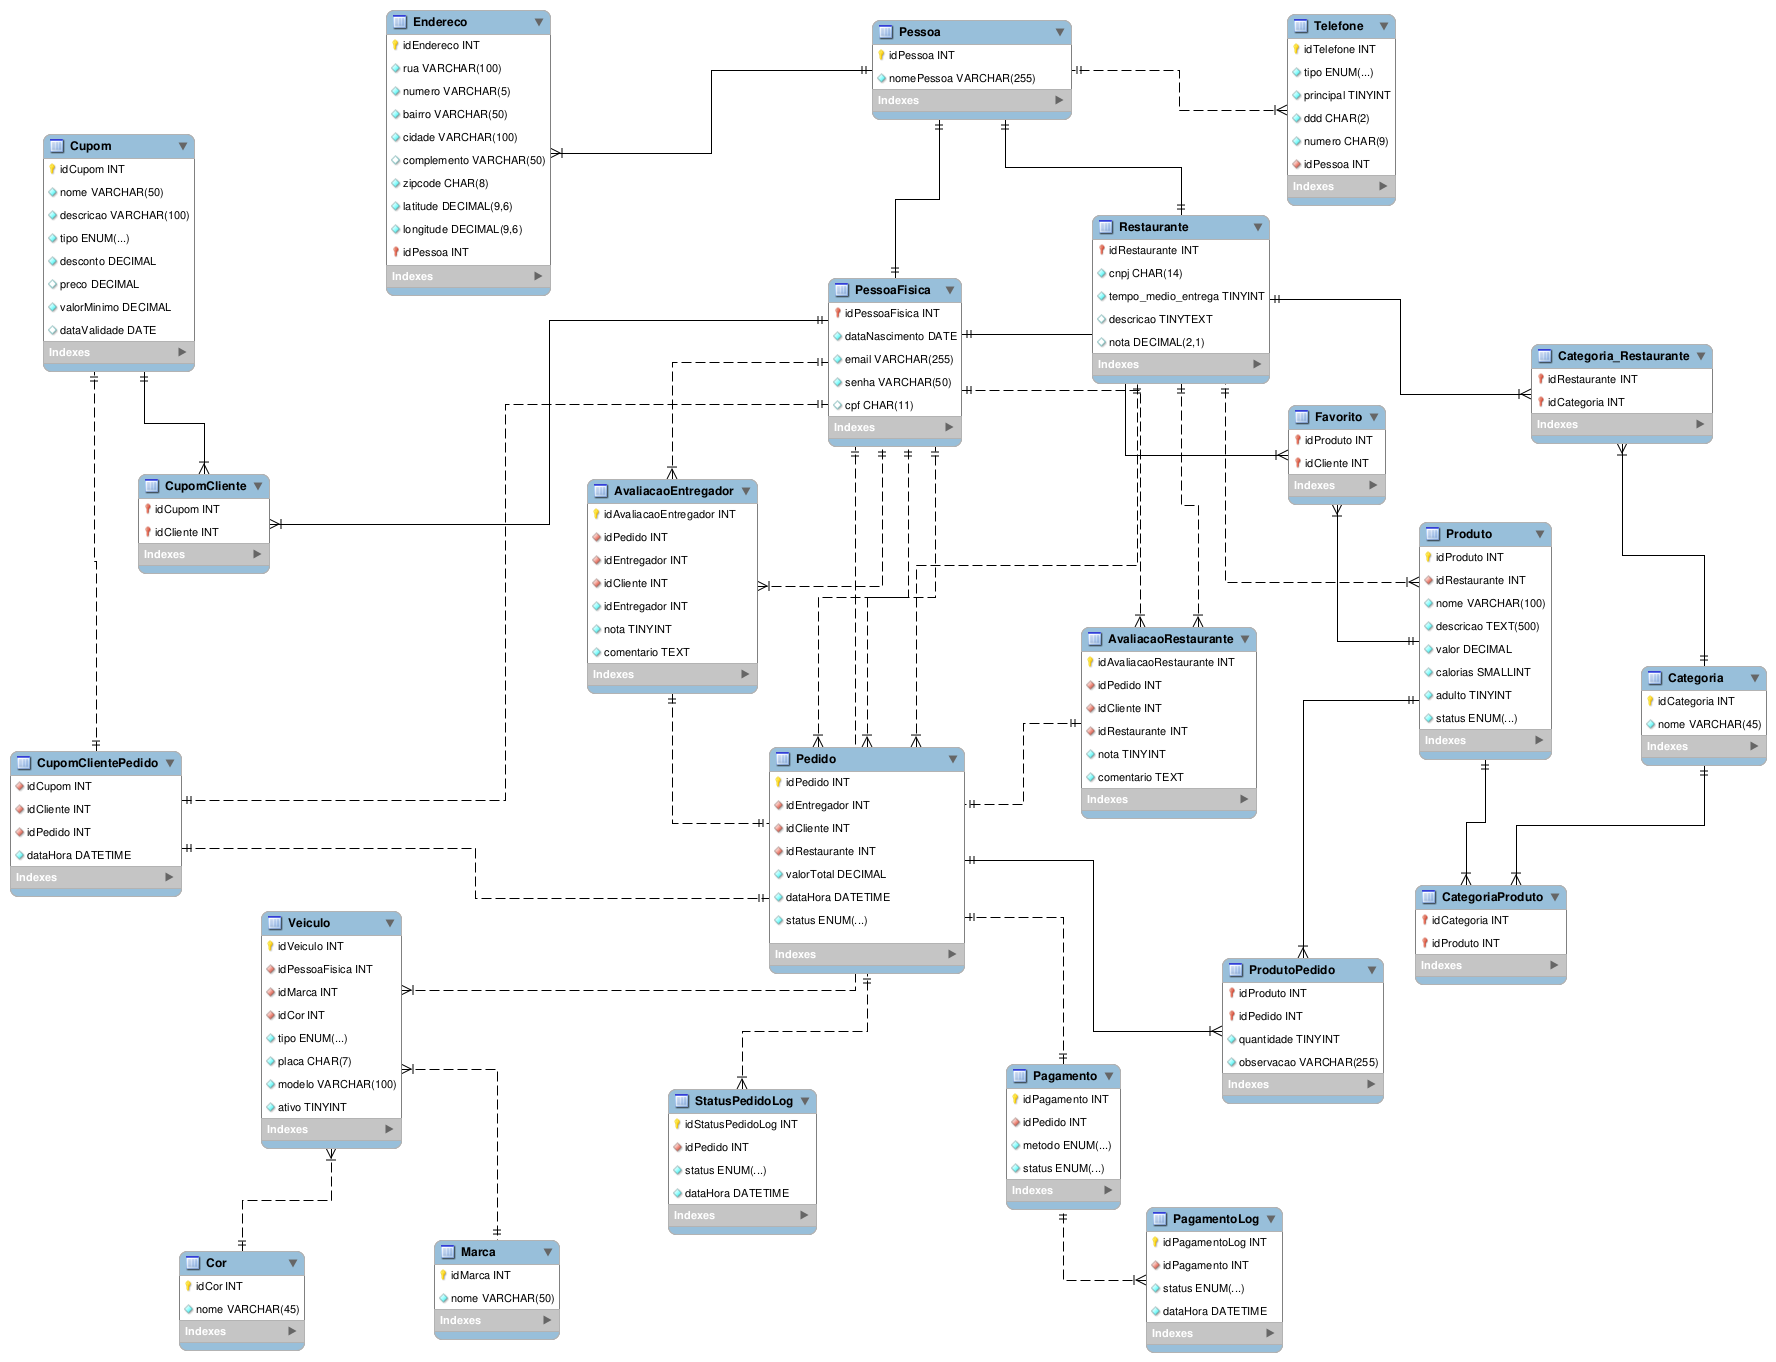 Endereco
idEndereco INT
rua VARCHAR(100)
numero VARCHAR(5)
bairro VARCHAR(50)
cidade VARCHAR(100)
complemento VARCHAR(50)
zipcode CHAR(8)
latitude DECIMAL(9,6)
longitude DECIMAL(9,6)
idPessoa INT
Indexes
Pessoa
idPessoa INT
nomePessoa VARCHAR(255)
Indexes
Telefone
idTelefone INT
tipo ENUM(...)
principal TINYINT
ddd CHAR(2)
numero CHAR(9)
idPessoa INT
Indexes
Cupom
idCupom INT
nome VARCHAR(50)
descricao VARCHAR(100)
tipo ENUM(...)
desconto DECIMAL
preco DECIMAL
valorMinimo DECIMAL
dataValidade DATE
Indexes
Restaurante
idRestaurante INT
cnpj CHAR(14)
tempo_medio_entrega TINYINT
descricao TINYTEXT
nota DECIMAL(2,1)
Indexes
PessoaFisica
idPessoaFisica INT
dataNascimento DATE
email VARCHAR(255)
senha VARCHAR(50)
cpf CHAR(11)
Indexes
Categoria_Restaurante
idRestaurante INT
idCategoria INT
Indexes
Favorito
idProduto INT
idCliente INT
Indexes
CupomCliente
idCupom INT
idCliente INT
Indexes
AvaliacaoEntregador
idAvaliacaoEntregador INT
idPedido INT
idEntregador INT
idCliente INT
idEntregador INT
nota TINYINT
comentario TEXT
Indexes
Produto
idProduto INT
idRestaurante INT
nome VARCHAR(100)
descricao TEXT(500)
valor DECIMAL
calorias SMALLINT
adulto TINYINT
status ENUM(...)
Indexes
AvaliacaoRestaurante
idAvaliacaoRestaurante INT
idPedido INT
idCliente INT
idRestaurante INT
nota TINYINT
comentario TEXT
Indexes
Categoria
idCategoria INT
nome VARCHAR(45)
Indexes
CupomClientePedido
idCupom INT
idCliente INT
idPedido INT
dataHora DATETIME
Indexes
Pedido
idPedido INT
idEntregador INT
idCliente INT
idRestaurante INT
valorTotal DECIMAL
dataHora DATETIME
status ENUM(...)
Indexes
CategoriaProduto
idCategoria INT
idProduto INT
Indexes
Veiculo
idVeiculo INT
idPessoaFisica INT
idMarca INT
idCor INT
tipo ENUM(...)
placa CHAR(7)
modelo VARCHAR(100)
ativo TINYINT
Indexes
ProdutoPedido
idProduto INT
idPedido INT
quantidade TINYINT
observacao VARCHAR(255)
Indexes
Pagamento
idPagamento INT
idPedido INT
metodo ENUM(...)
status ENUM(...)
Indexes
StatusPedidoLog
idStatusPedidoLog INT
idPedido INT
status ENUM(...)
dataHora DATETIME
Indexes
PagamentoLog
idPagamentoLog INT
idPagamento INT
status ENUM(...)
dataHora DATETIME
Indexes
Cor
idCor INT
nome VARCHAR(45)
Indexes
Marca
idMarca INT
nome VARCHAR(50)
Indexes